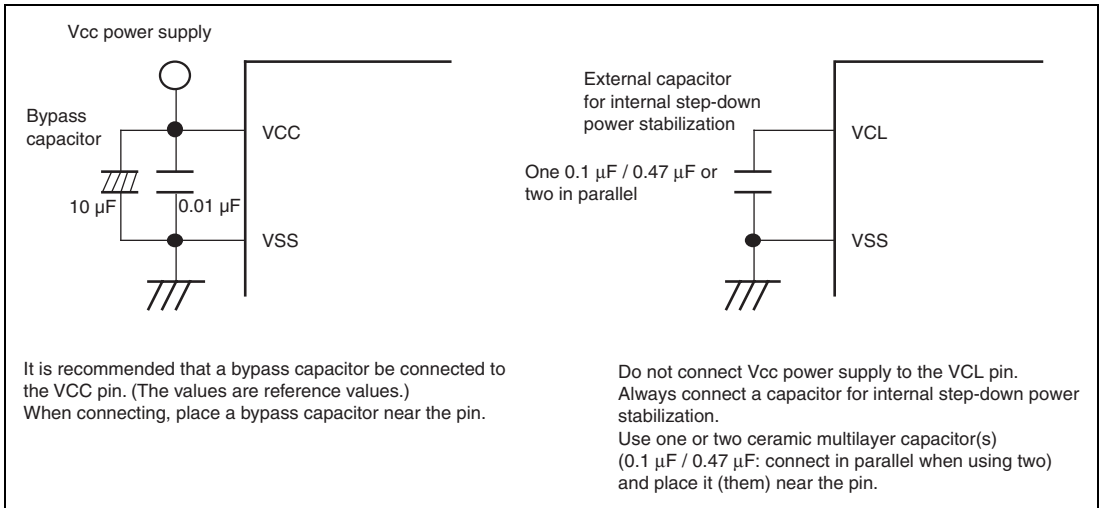 Vcc power supply
Bypass
capacitor
VCC
10 µF
0.01 µF
VSS
It is recommended that a bypass capacitor be connected to
the VCC pin. (The values are reference values.)
When connecting, place a bypass capacitor near the pin.
External capacitor
for internal step-down
power stabilization
VCL
One 0.1 µF / 0.47 µF or
two in parallel
VSS
Do not connect Vcc power supply to the VCL pin.
Always connect a capacitor for internal step-down power
stabilization.
Use one or two ceramic multilayer capacitor(s)
(0.1 µF / 0.47 µF: connect in parallel when using two)
and place it (them) near the pin.